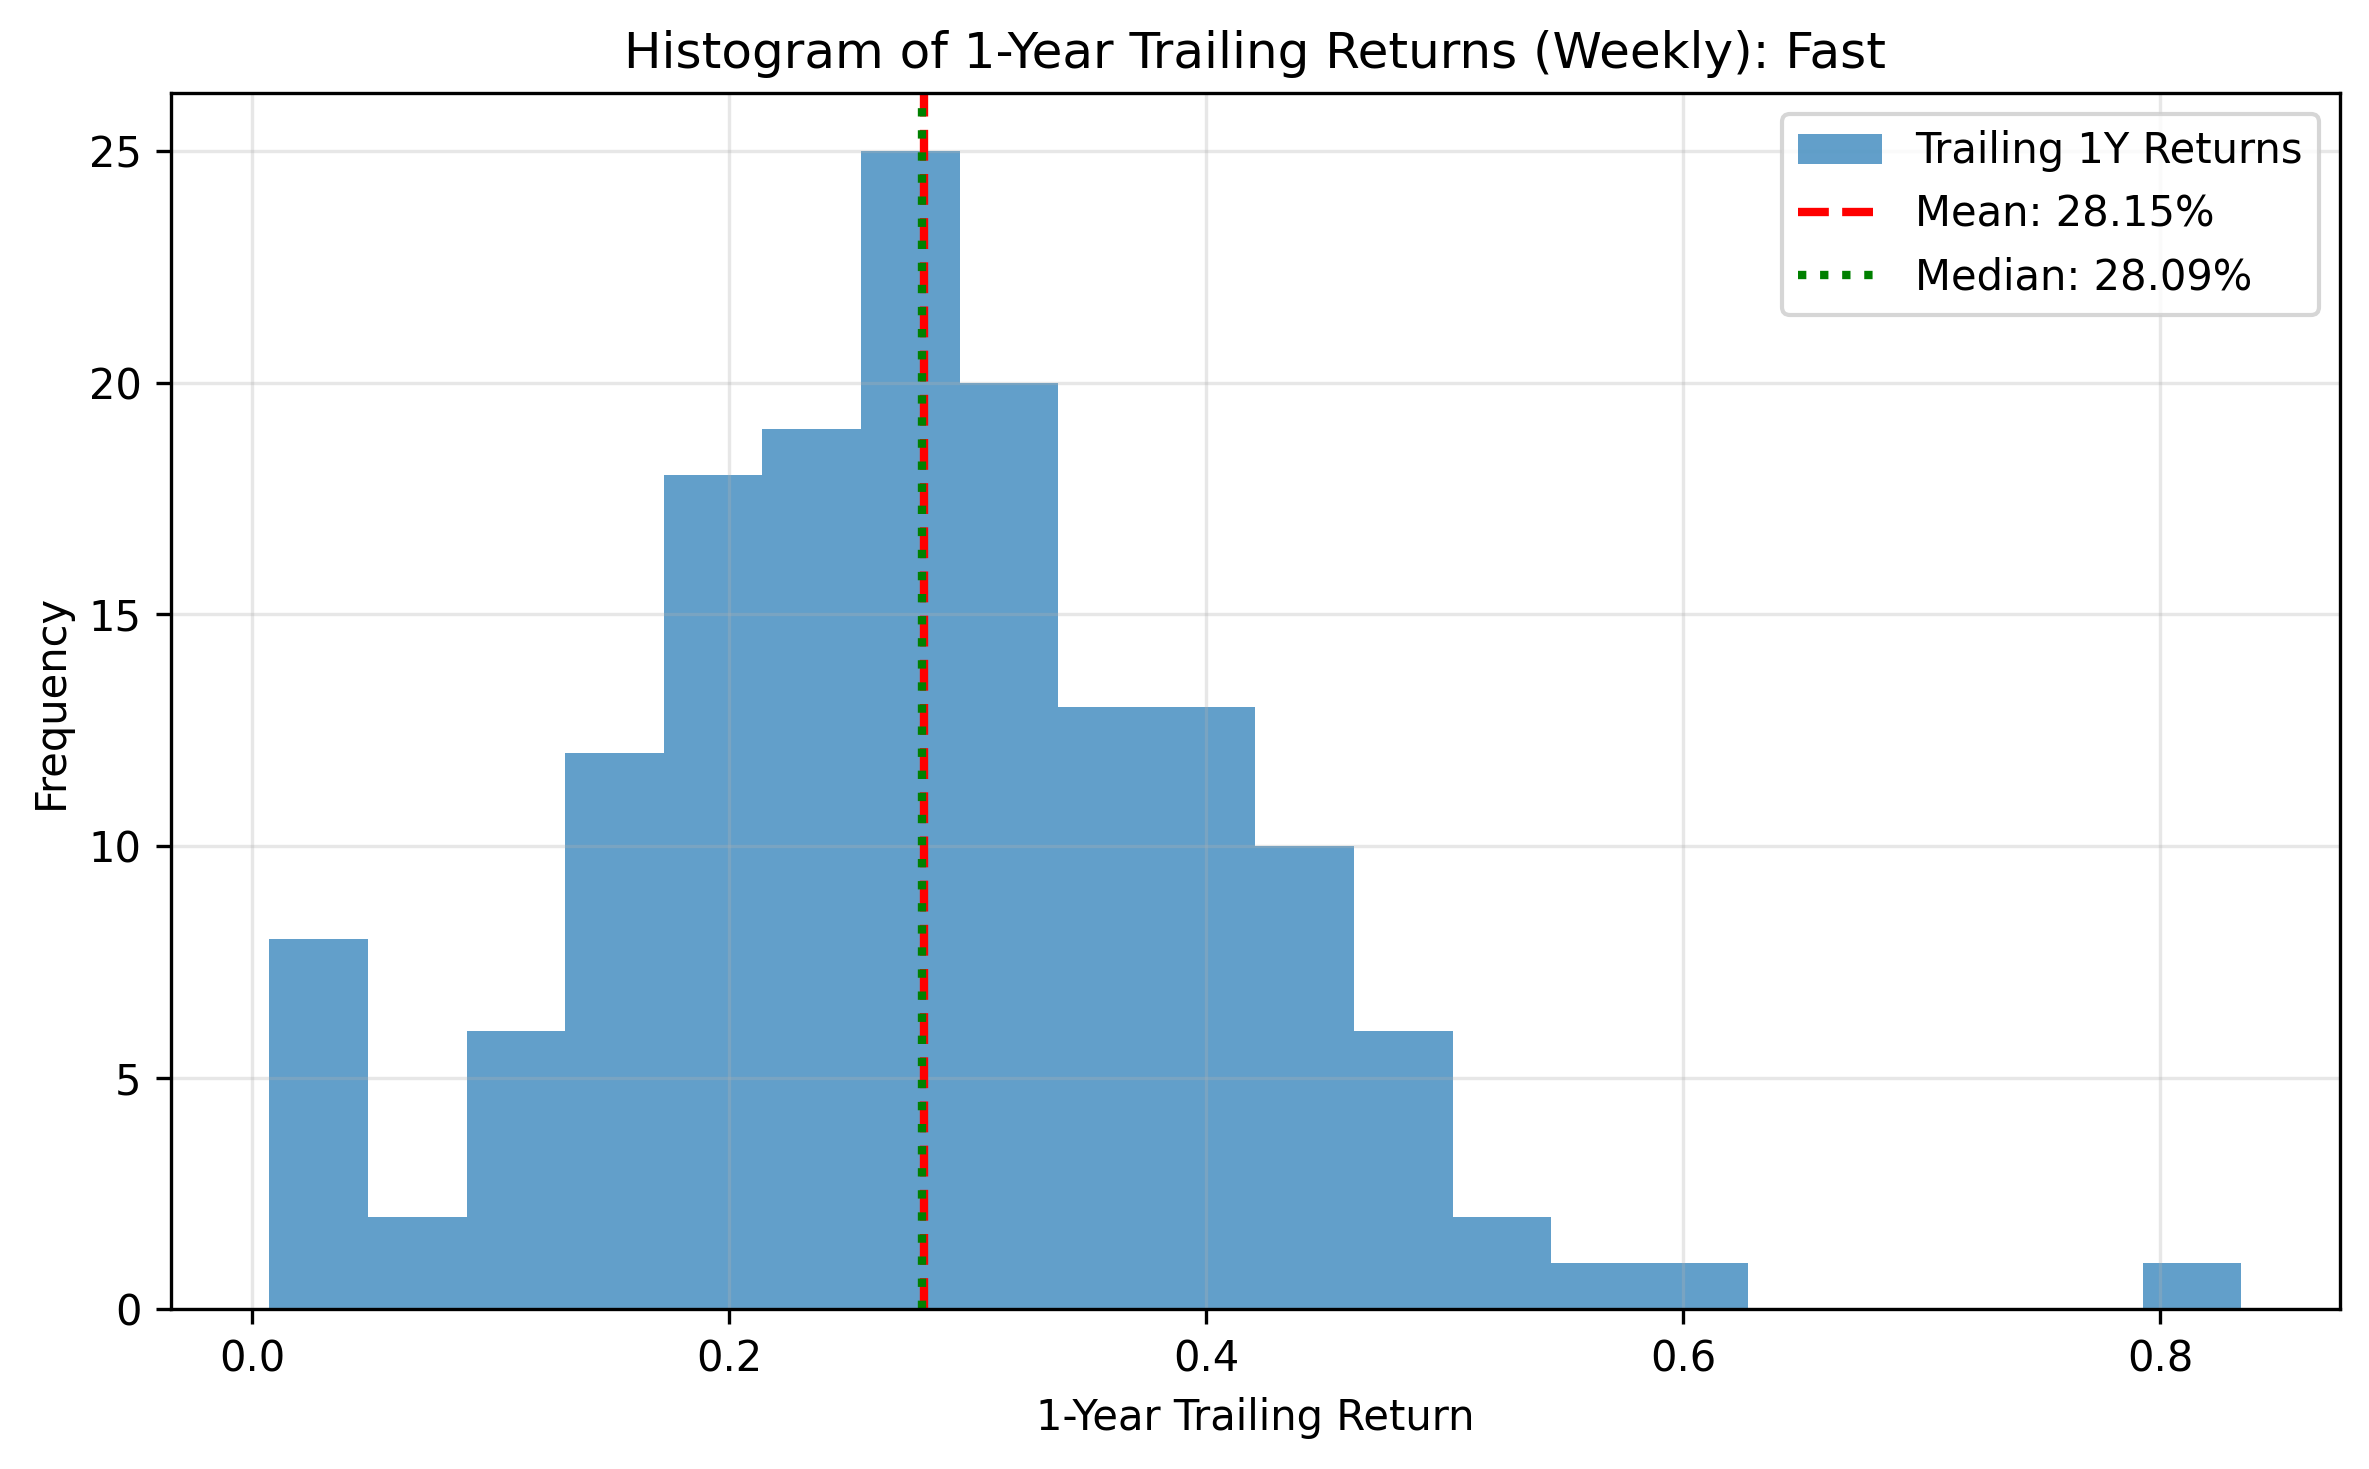 Histogram of 1-Year Trailing Returns (Weekly): Fast
Trailing 1Y Returns
Mean: 28.15%
Median: 28.09%
Frequency
25
20
15
10
5
0
0.0
0.2
0.4
0.6
0.8
1-Year Trailing Return